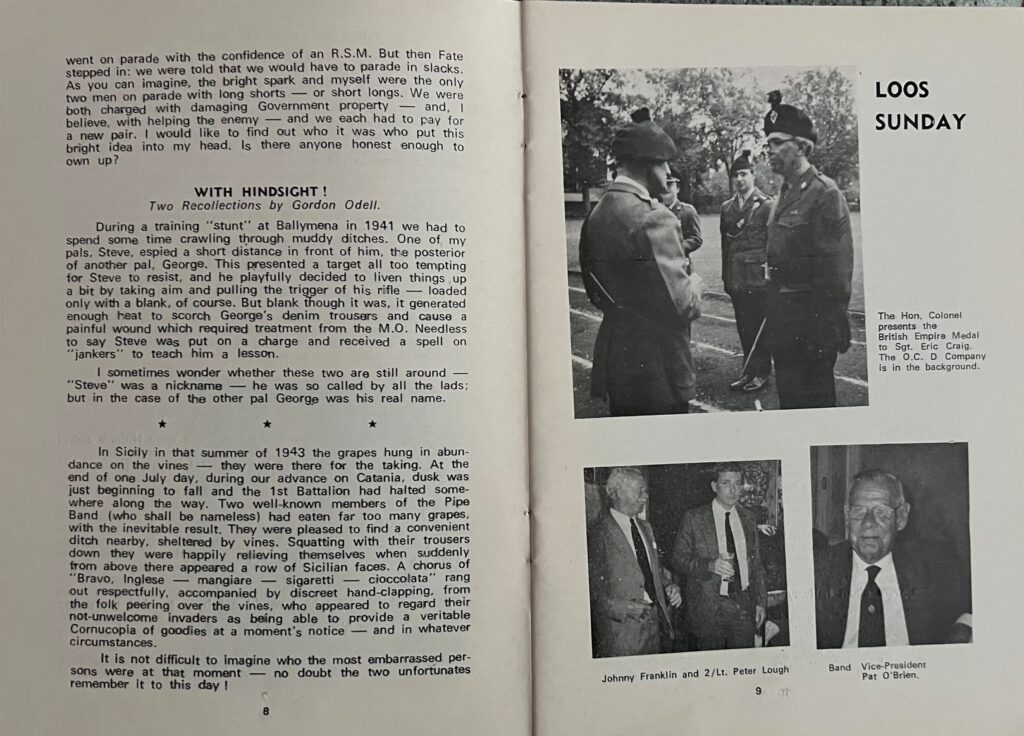 went on parade with the confidence of an R.S.M. But then Fate
stepped in: we were told that we would have to parade in slacks.
As you can imagine, the bright spark and myself were the only
two men on parade with long shorts — or short longs. We were
both charged with damaging Government property — and, I
believe, with helping the enemy — and we each had to pay for
a new pair. I would like to find out who it was who put this
bright idea into my head. Is there anyone honest enough to
own up?
WITH HINDSIGHT !
Two Recollections by Gordon Odell.
During a training "stunt" at Ballymena in 1941 we had to
spend some time crawling through muddy ditches. One of my
pals, Steve, espied a short distance in front of him, the posterior
of another pal, George. This presented a target all too tempting
for Steve to resist, and he playfully decided to liven things up
a bit by taking aim and pulling the trigger of his rifle — loaded
only with a blank, of course. But blank though it was, it generated
enough heat to scorch George's denim trousers and cause a
painful wound which required treatment from the M.O. Needless
to say Steve was put on a charge and received a spell on
"jankers" to teach him a lesson.
I sometimes wonder whether these two are still around —
"Steve" was a nickname — he was so called by all the lads;
but in the case of the other pal George was his real name.
★ ★ ★
In Sicily in that summer of 1943 the grapes hung in abun-
dance on the vines — they were there for the taking. At the
end of one July day, during our advance on Catania, dusk was
just beginning to fall and the 1st Battalion had halted some-
where along the way. Two well-known members of the Pipe
Band (who shall be nameless) had eaten far too many grapes,
with the inevitable result. They were pleased to find a convenient
ditch nearby, sheltered by vines. Squatting with their trousers
down they were happily relieving themselves when suddenly
from above there appeared a row of Sicilian faces. A chorus of
"Bravo, Inglese — mangiare — sigaretti — cioccolata" rang
out respectfully, accompanied by discreet hand-clapping, from
the folk peering over the vines, who appeared to regard their
not-unwelcome invaders as being able to provide a veritable
Cornucopia of goodies at a moment's notice — and in whatever
circumstances.
It is not difficult to imagine who the most embarrassed per-
sons were at that moment — no doubt the two unfortunates
remember it to this day !
8
LOOS
SUNDAY
The Hon. Colonel
presents the
British Empire Medal
to Sgt. Eric Craig.
The O.C. D Company
is in the background.
Johnny Franklin and 2/Lt. Peter Lough
Band Vice-President
Pat O'Brien.
9